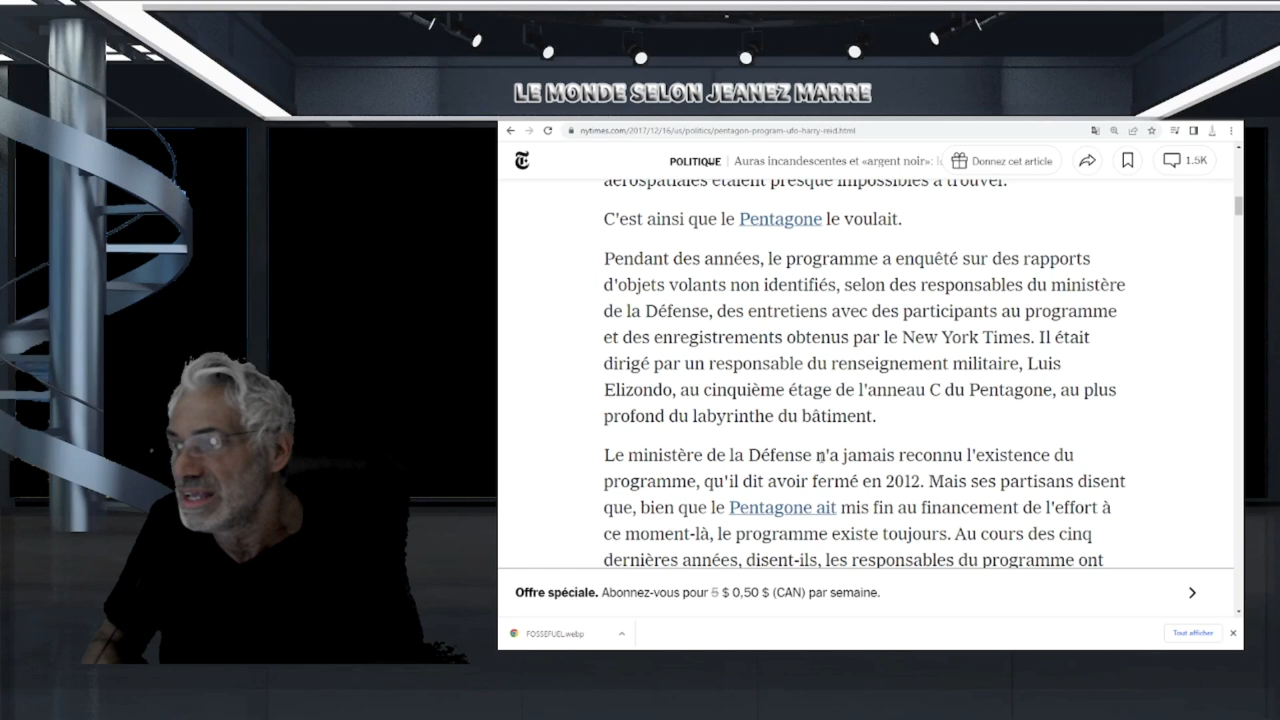 LE MONDE SELON JEANEZ MARRE
nytimes.com/2017/12/16/us/politics/pentagon-program-ufo-harry-reid.html
POLITIQUE | Auras incandescentes et «argent noir»:
Donnez cet article
1.5K
aérospatiales étaient presque impossibles à trouver.
C'est ainsi que le Pentagone le voulait.
Pendant des années, le programme a enquêté sur des rapports
d'objets volants non identifiés, selon des responsables du ministère
de la Défense, des entretiens avec des participants au programme
et des enregistrements obtenus par le New York Times. Il était
dirigé par un responsable du renseignement militaire, Luis
Elizondo, au cinquième étage de l'anneau C du Pentagone, au plus
profond du labyrinthe du bâtiment.
Le ministère de la Défense n'a jamais reconnu l'existence du
programme, qu'il dit avoir fermé en 2012. Mais ses partisans disent
que, bien que le Pentagone ait mis fin au financement de l'effort à
ce moment-là, le programme existe toujours. Au cours des cinq
dernières années, disent-ils, les responsables du programme ont
Offre spéciale. Abonnez-vous pour 5 $ 0,50 $ (CAN) par semaine.
FOSSEFUEL.webp
Tout afficher